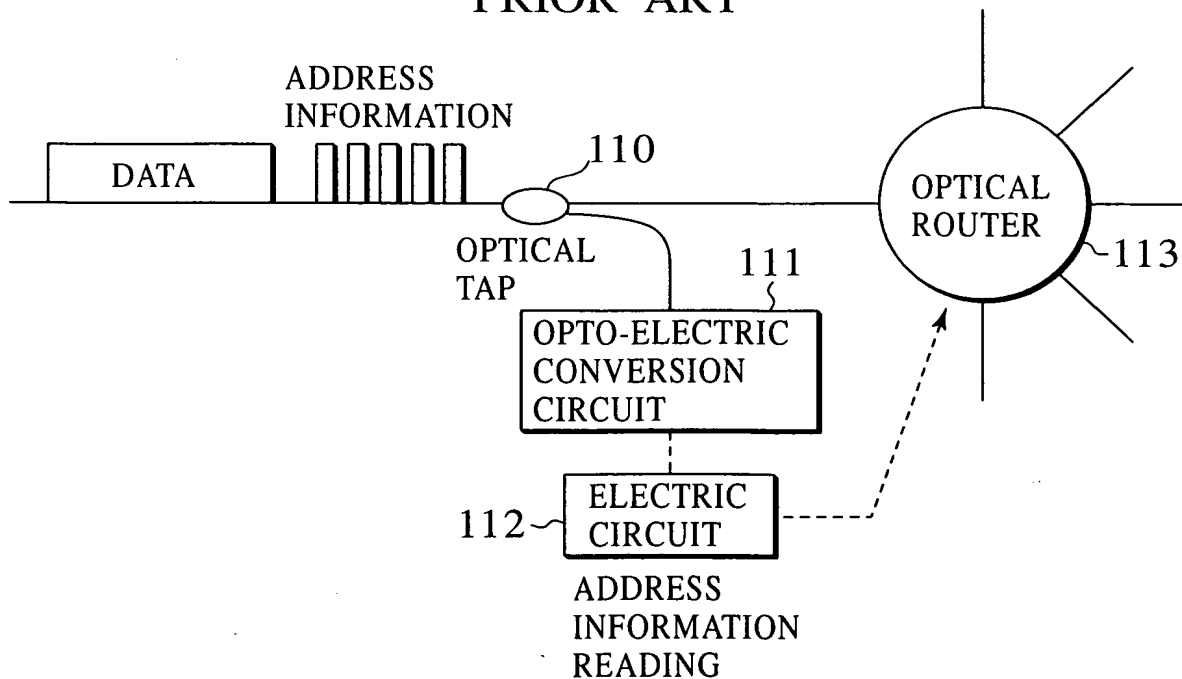 PRIOR ART
ADDRESS
INFORMATION
DATA
110
OPTICAL
TAP
OPTICAL
ROUTER
113
111
OPTO-ELECTRIC
CONVERSION
CIRCUIT
112
ELECTRIC
CIRCUIT
ADDRESS
INFORMATION
READING